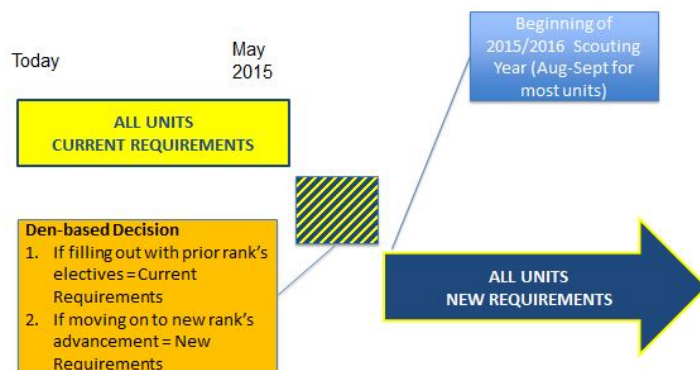 Today
May
2015
Beginning of
2015/2016 Scouting
Year (Aug-Sept for
most units)
ALL UNITS
CURRENT REQUIREMENTS
Den-based Decision
1. If filling out with prior rank's
electives = Current
Requirements
2. If moving on to new rank's
advancement = New
Requirements
ALL UNITS
NEW REQUIREMENTS